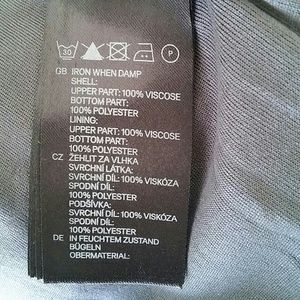 30 P
GB IRON WHEN DAMP
SHELL:
UPPER PART: 100% VISCOSE
BOTTOM PART:
100% POLYESTER
LINING:
UPPER PART: 100% VISCOSE
BOTTOM PART:
100% POLYESTER
CZ ŽEHLIT ZA VLHKA
SVRCHNÍ LÁTKA:
SVRCHNÍ DÍL: 100% VISKÓZA
SPODNÍ DÍL:
100% POLYESTER
PODŠÍVKA:
SVRCHNÍ DÍL: 100% VISKÓZA
SPODNÍ DÍL:
100% POLYESTER
DE IN FEUCHTEM ZUSTAND
BÜGELN
OBERMATERIAL: